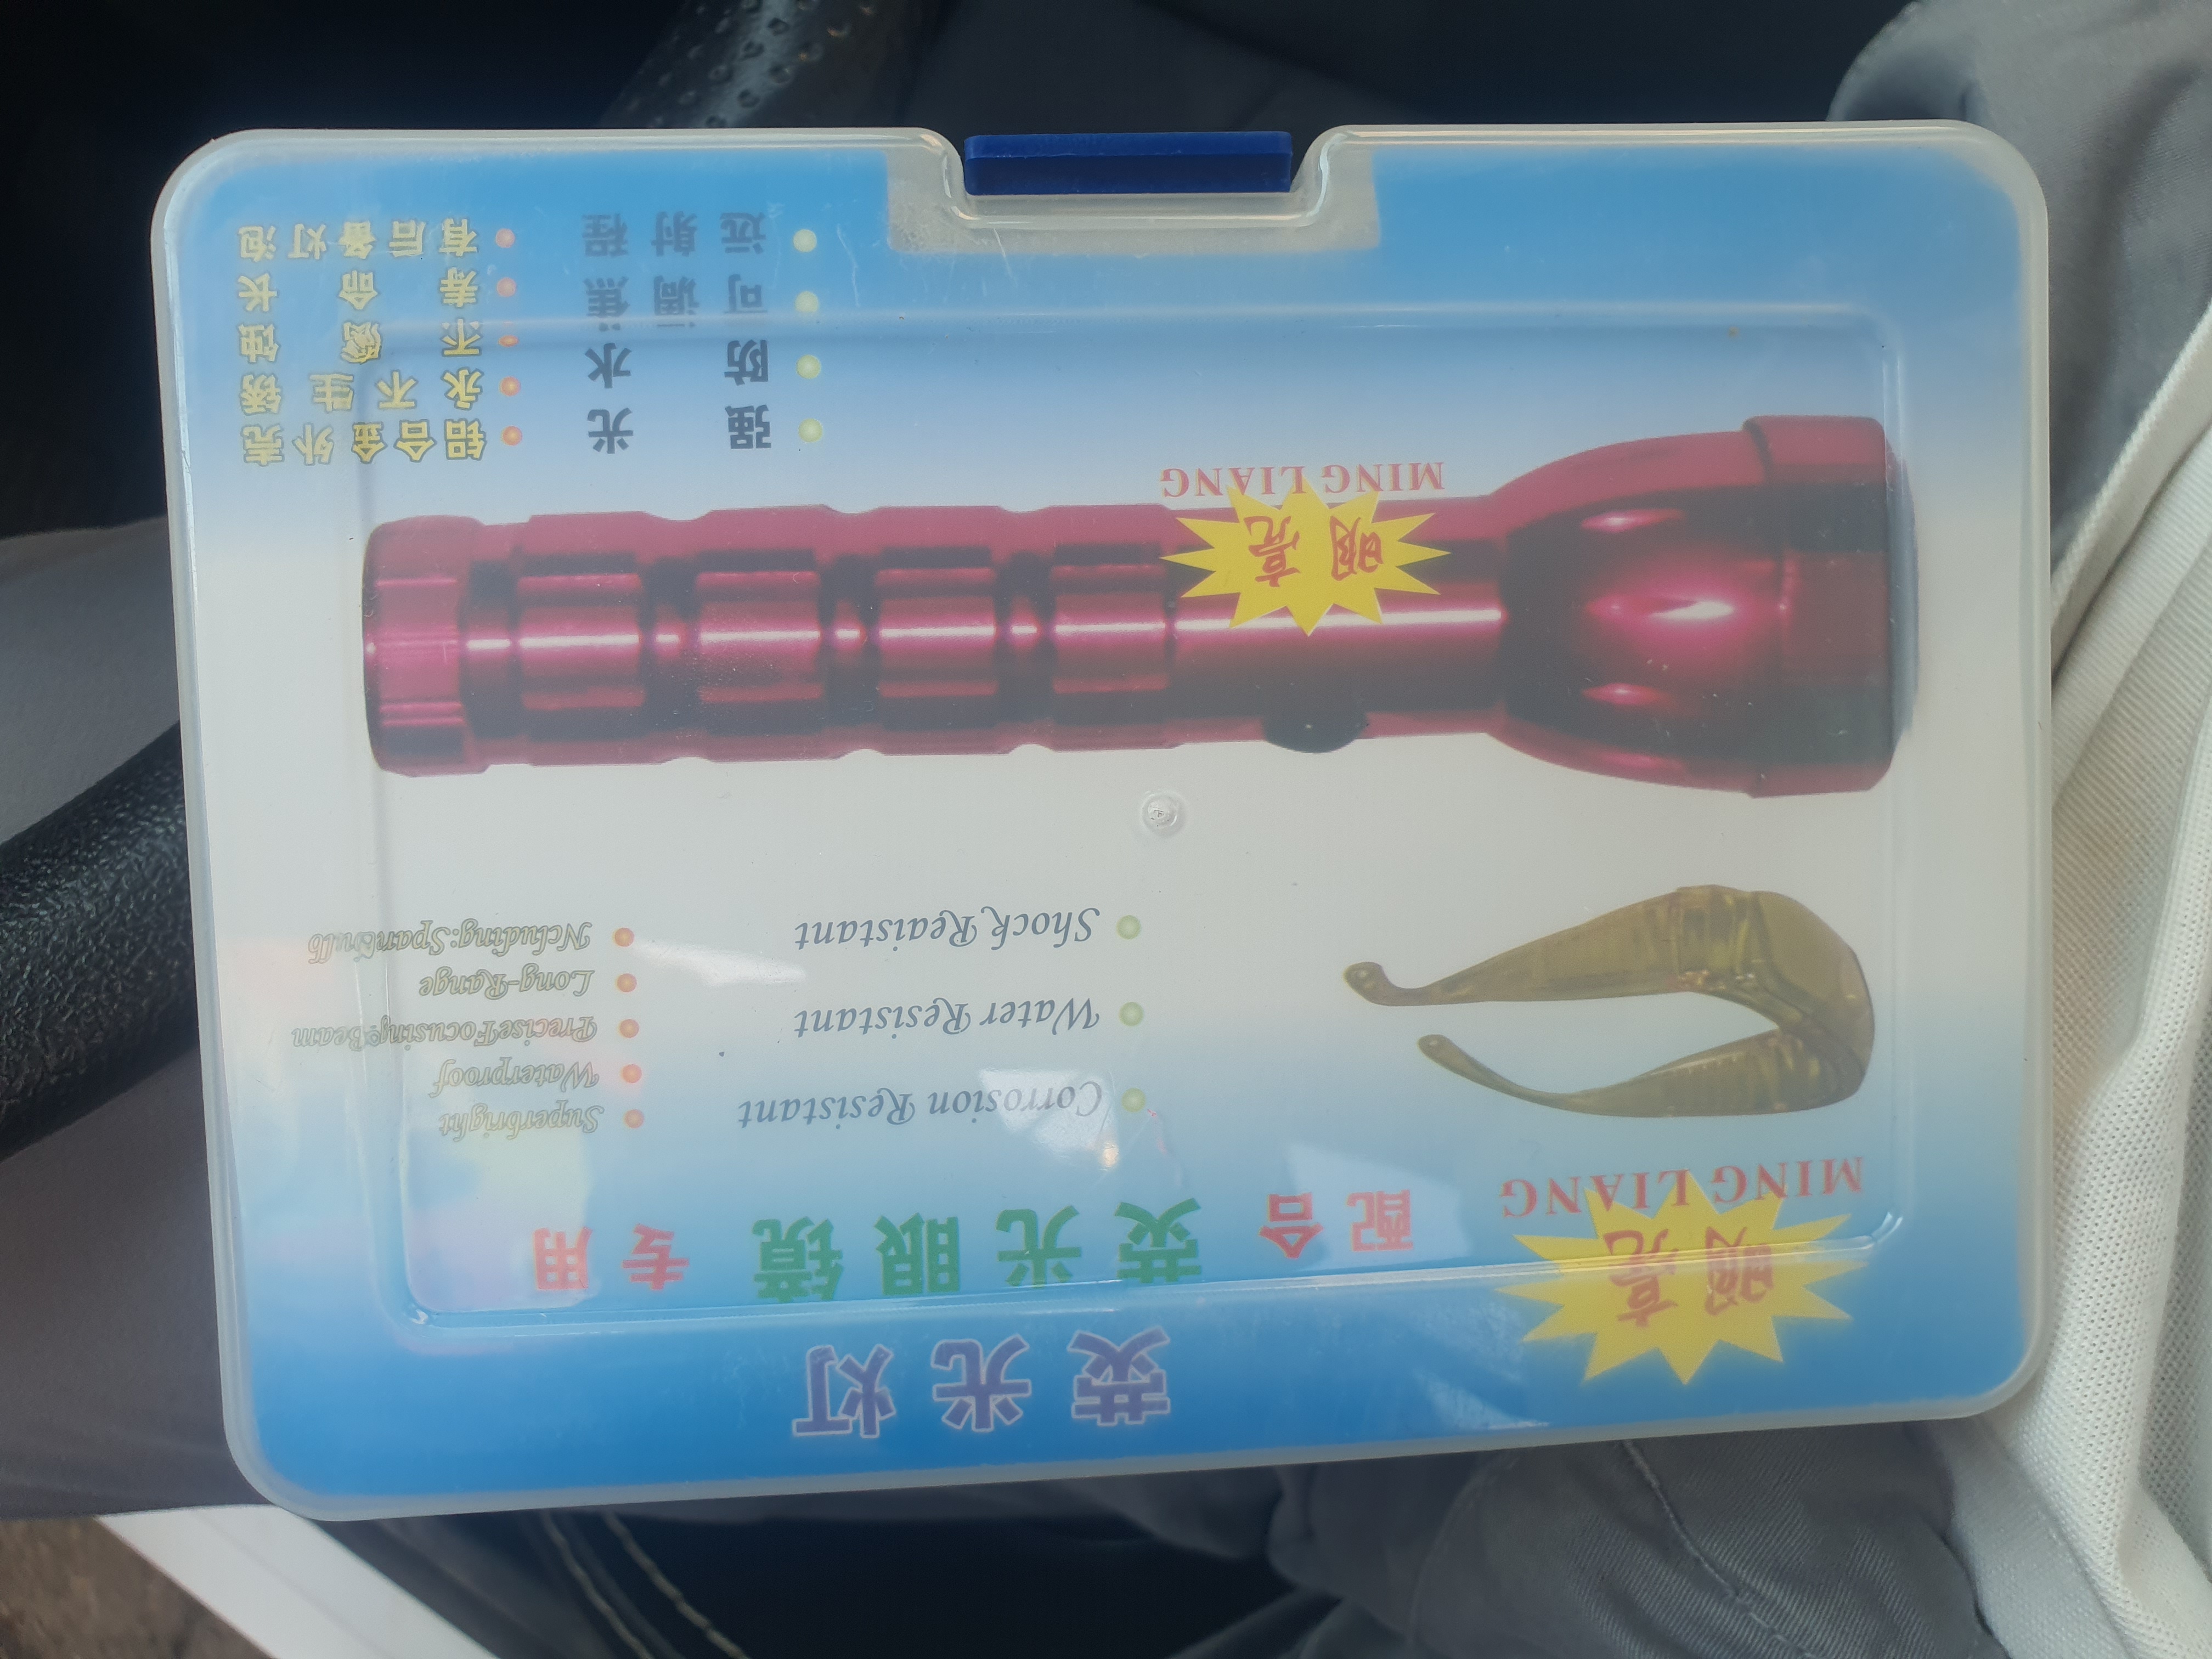 荧光灯
明亮
MING LIANG
配合荧光眼镜专用
Corrosion Resistant
Water Resistant
Shock Reaistant
Superbright
Waterproof
PreciseFocusingBeam
Long-Range
Ncluding:SpareBulb
明亮
MING LIANG
强光
防水
可调焦
远射程
铝合金外壳
永不生锈
不腐蚀
寿命长
有后备灯泡